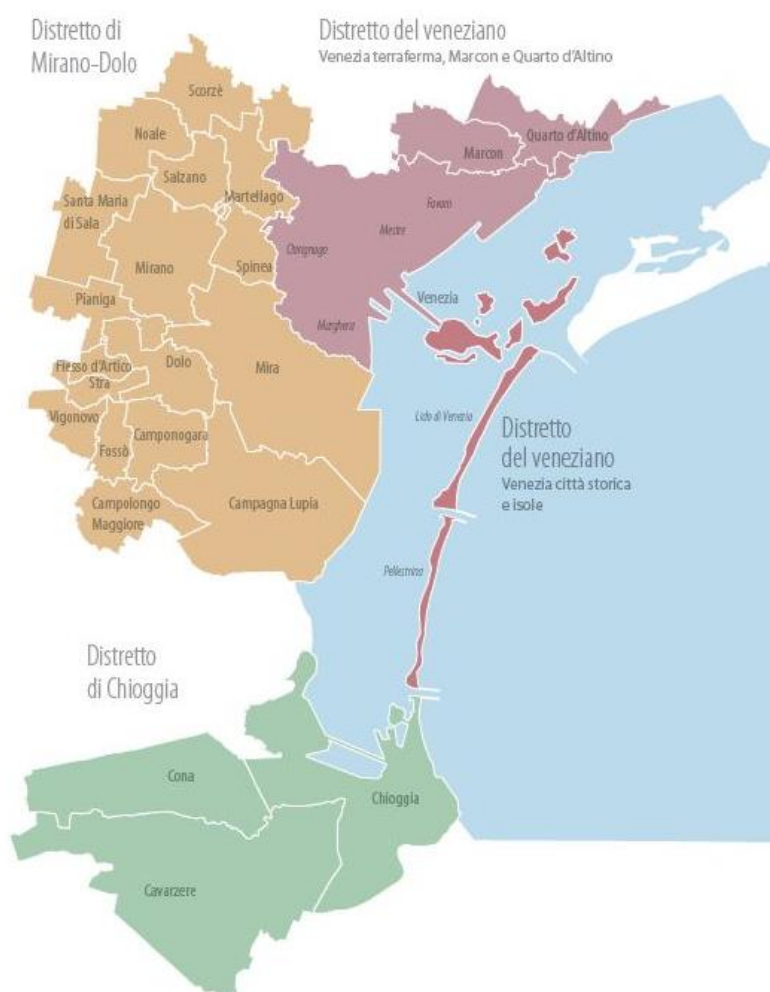 Distretto di
Mirano-Dolo
Distretto del veneziano
Venezia terraferma, Marcon e Quarto d'Altino
Scorzè
Noale
Marcon
Quarto d'Altino
Salzano
Martellago
Santa Maria
di Sala
Favaro
Mestre
Chirignago
Mirano
Spinea
Pianiga
Venezia
Marghera
Dolo
Fiesso d'Artico
Mira
Stra
Vigonovo
Lido di Venezia
Camponogara
Fossò
Distretto
del veneziano
Venezia città storica
e isole
Campolongo
Maggiore
Campagna Lupia
Pellestrina
Distretto
di Chioggia
Cona
Chioggia
Cavarzere